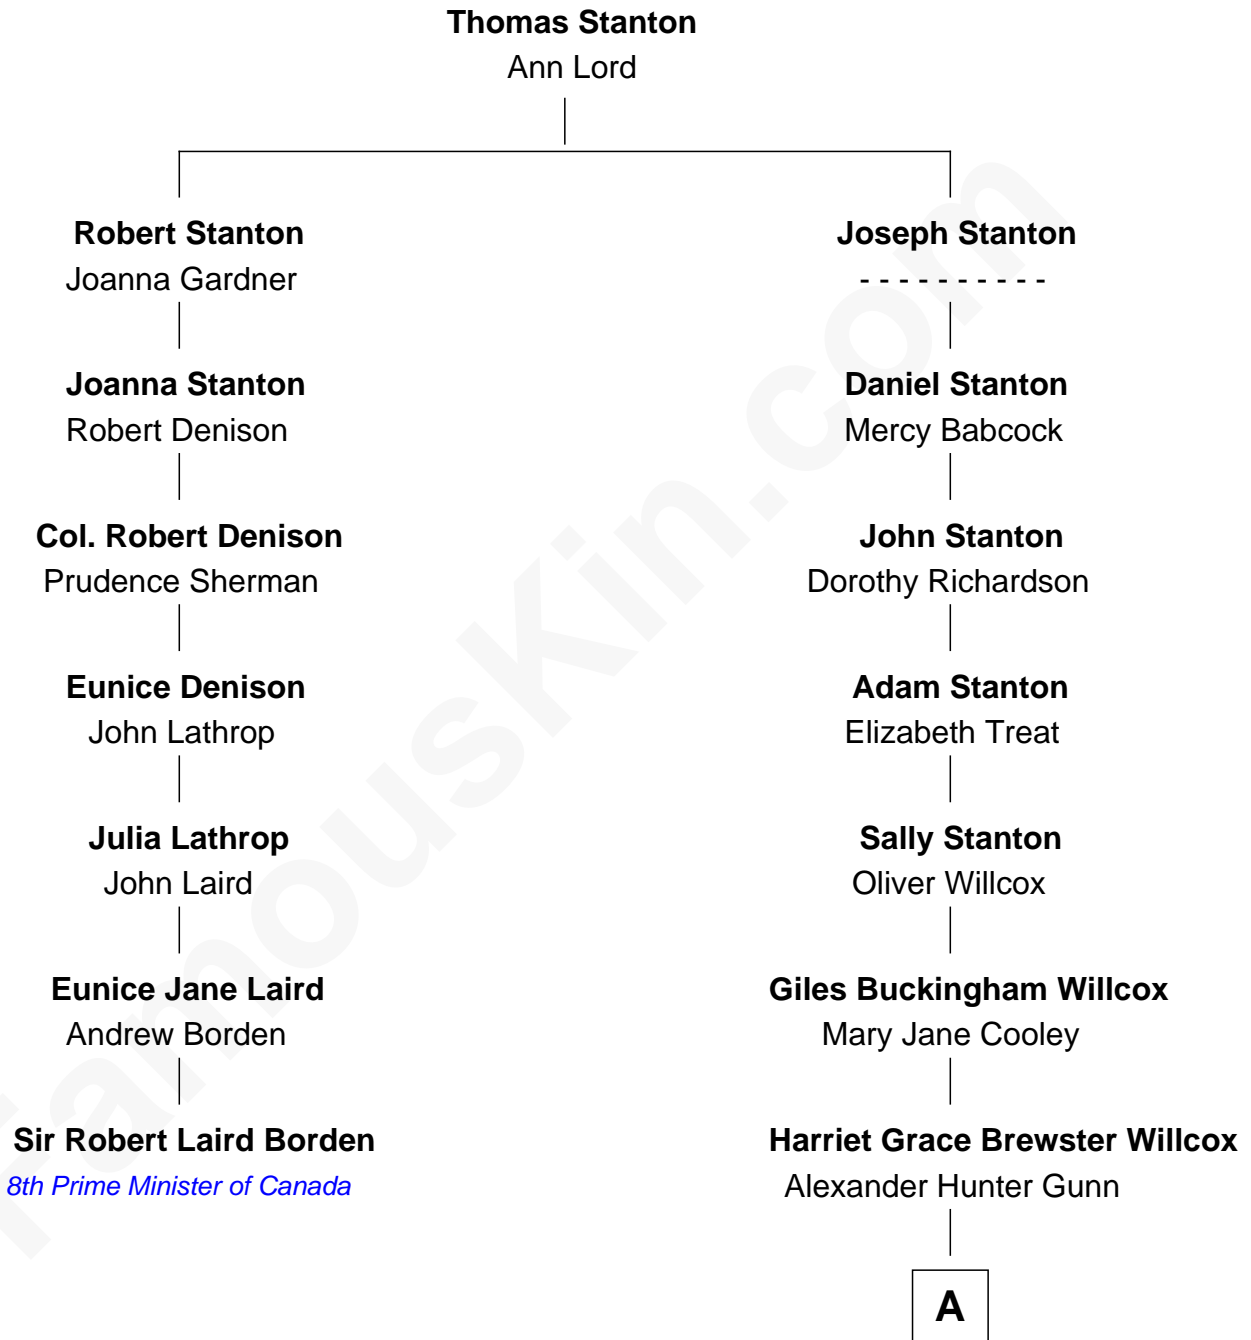 Thomas Stanton
Ann Lord
Robert Stanton
Joanna Gardner
Joseph Stanton
- - - - - - - - - -
Joanna Stanton
Robert Denison
Daniel Stanton
Mercy Babcock
Col. Robert Denison
Prudence Sherman
John Stanton
Dorothy Richardson
Eunice Denison
John Lathrop
Adam Stanton
Elizabeth Treat
Julia Lathrop
John Laird
Sally Stanton
Oliver Willcox
Eunice Jane Laird
Andrew Borden
Giles Buckingham Willcox
Mary Jane Cooley
Sir Robert Laird Borden
8th Prime Minister of Canada
Harriet Grace Brewster Willcox
Alexander Hunter Gunn
A
FamousKin.com